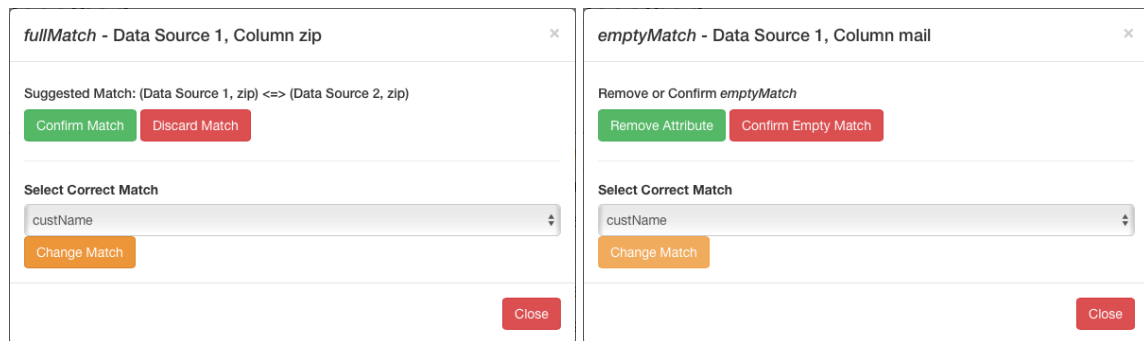 fullMatch - Data Source 1, Column zip
×
Suggested Match: (Data Source 1, zip) <=> (Data Source 2, zip)
Confirm Match Discard Match
Select Correct Match
custName
Change Match
Close
emptyMatch - Data Source 1, Column mail
×
Remove or Confirm emptyMatch
Remove Attribute Confirm Empty Match
Select Correct Match
custName
Change Match
Close